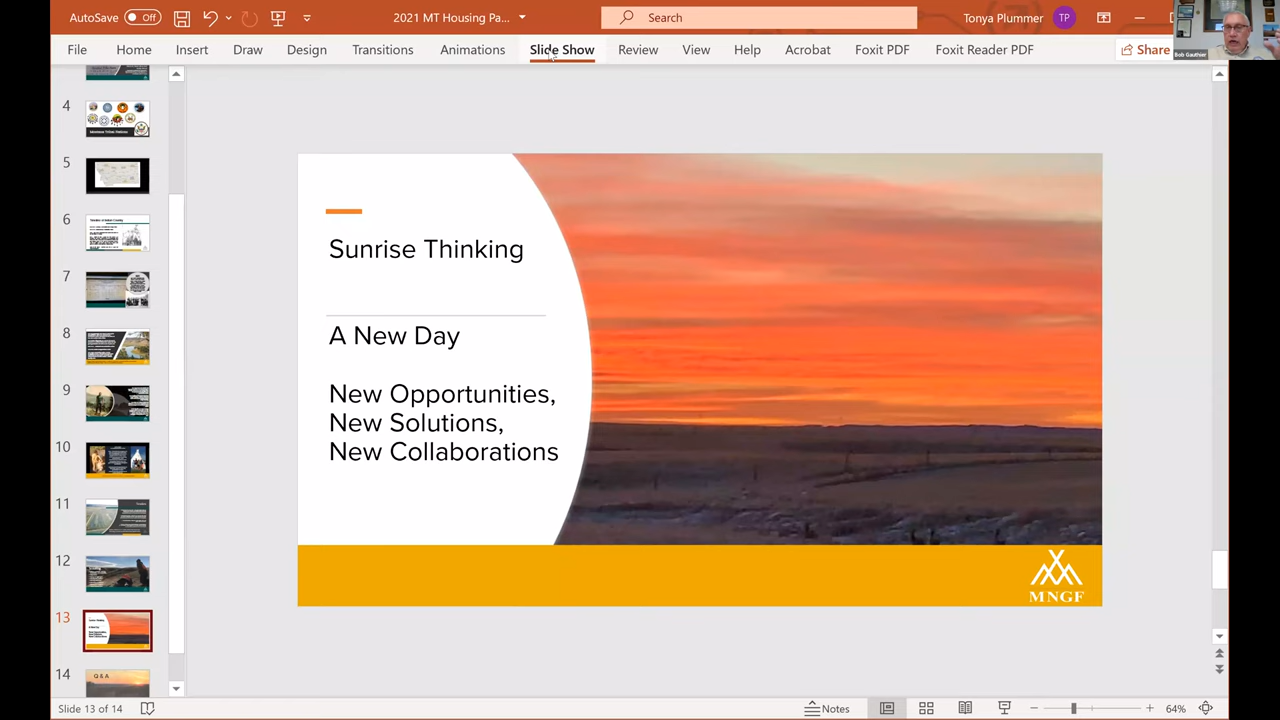 AutoSave Off 2021 MT Housing Pa... Search Tonya Plummer TP
File Home Insert Draw Design Transitions Animations Slide Show Review View Help Acrobat Foxit PDF Foxit Reader PDF Share
Bob Gauthier
4
5
6
7
8
9
10
11
12
13
14
Q & A
Sunrise Thinking
A New Day
New Opportunities,
New Solutions,
New Collaborations
MNGF
Slide 13 of 14 Notes 64%